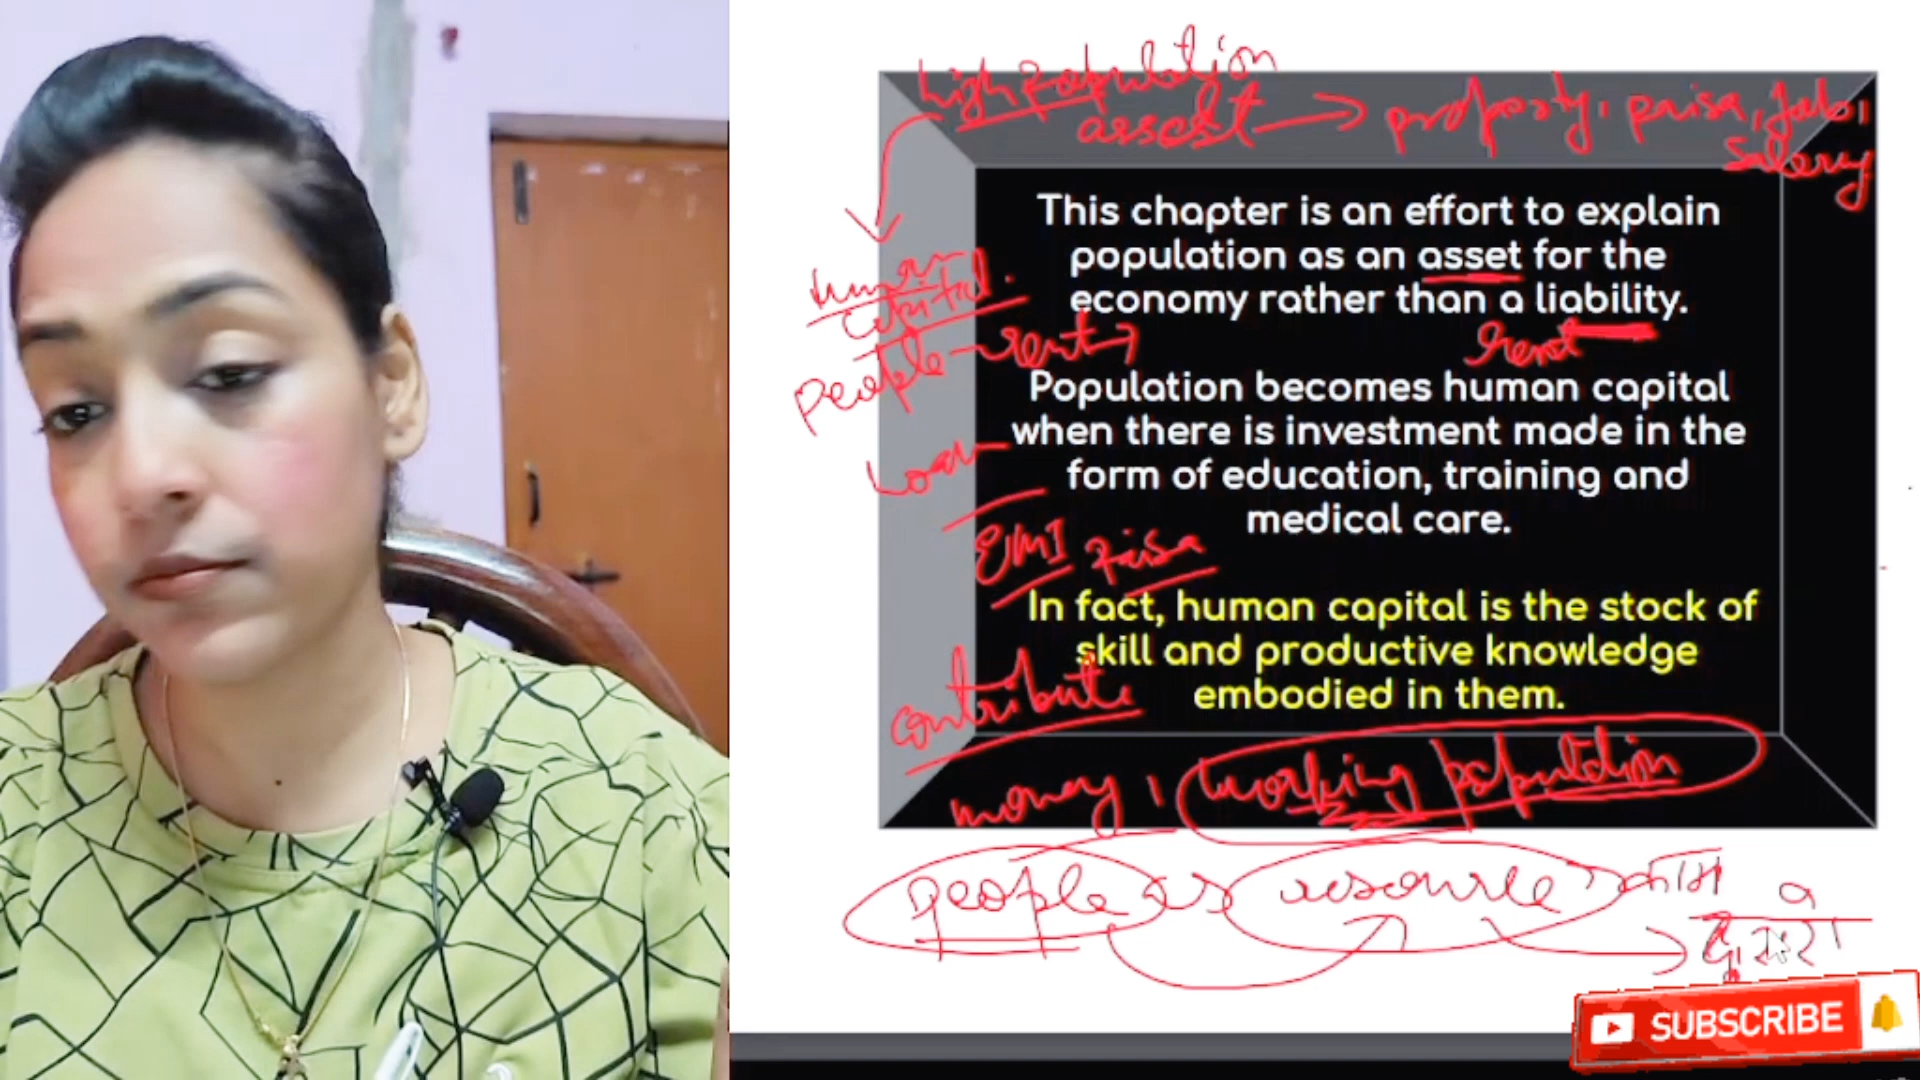 high population
assest → property, paisa, job,
salery
This chapter is an effort to explain
population as an asset for the
economy rather than a liability.
human
capital.
people - rent →
rent
Population becomes human capital
when there is investment made in the
form of education, training and
medical care.
Loan
EMI paisa
In fact, human capital is the stock of
skill and productive knowledge
embodied in them.
contribute
money, working population
people as resource
SUBSCRIBE